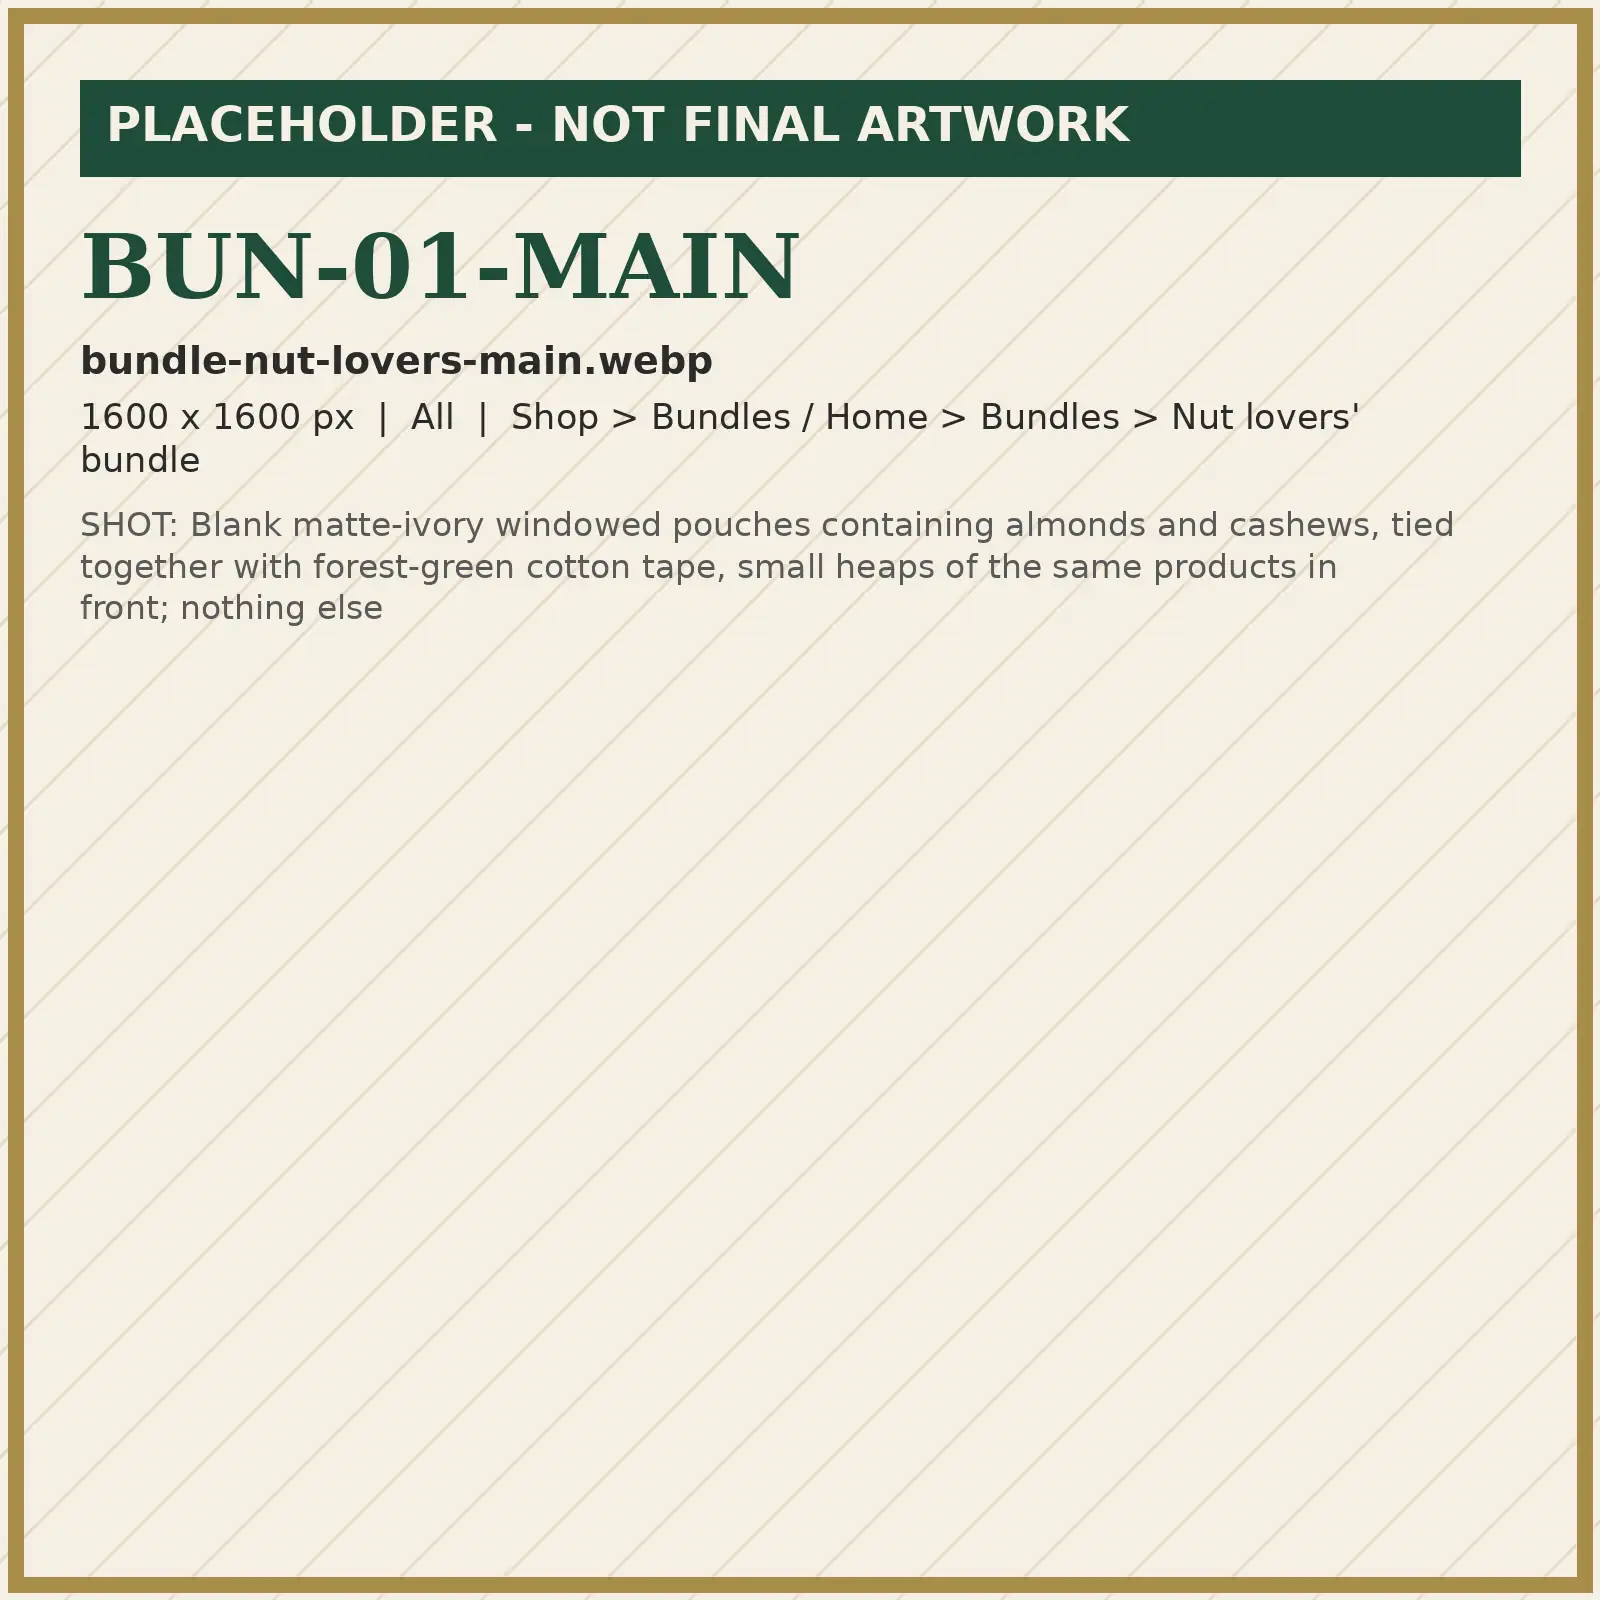 PLACEHOLDER - NOT FINAL ARTWORK
BUN-01-MAIN
bundle-nut-lovers-main.webp
1600 x 1600 px  |  All  |  Shop > Bundles / Home > Bundles > Nut lovers'
bundle
SHOT: Blank matte-ivory windowed pouches containing almonds and cashews, tied
together with forest-green cotton tape, small heaps of the same products in
front; nothing else